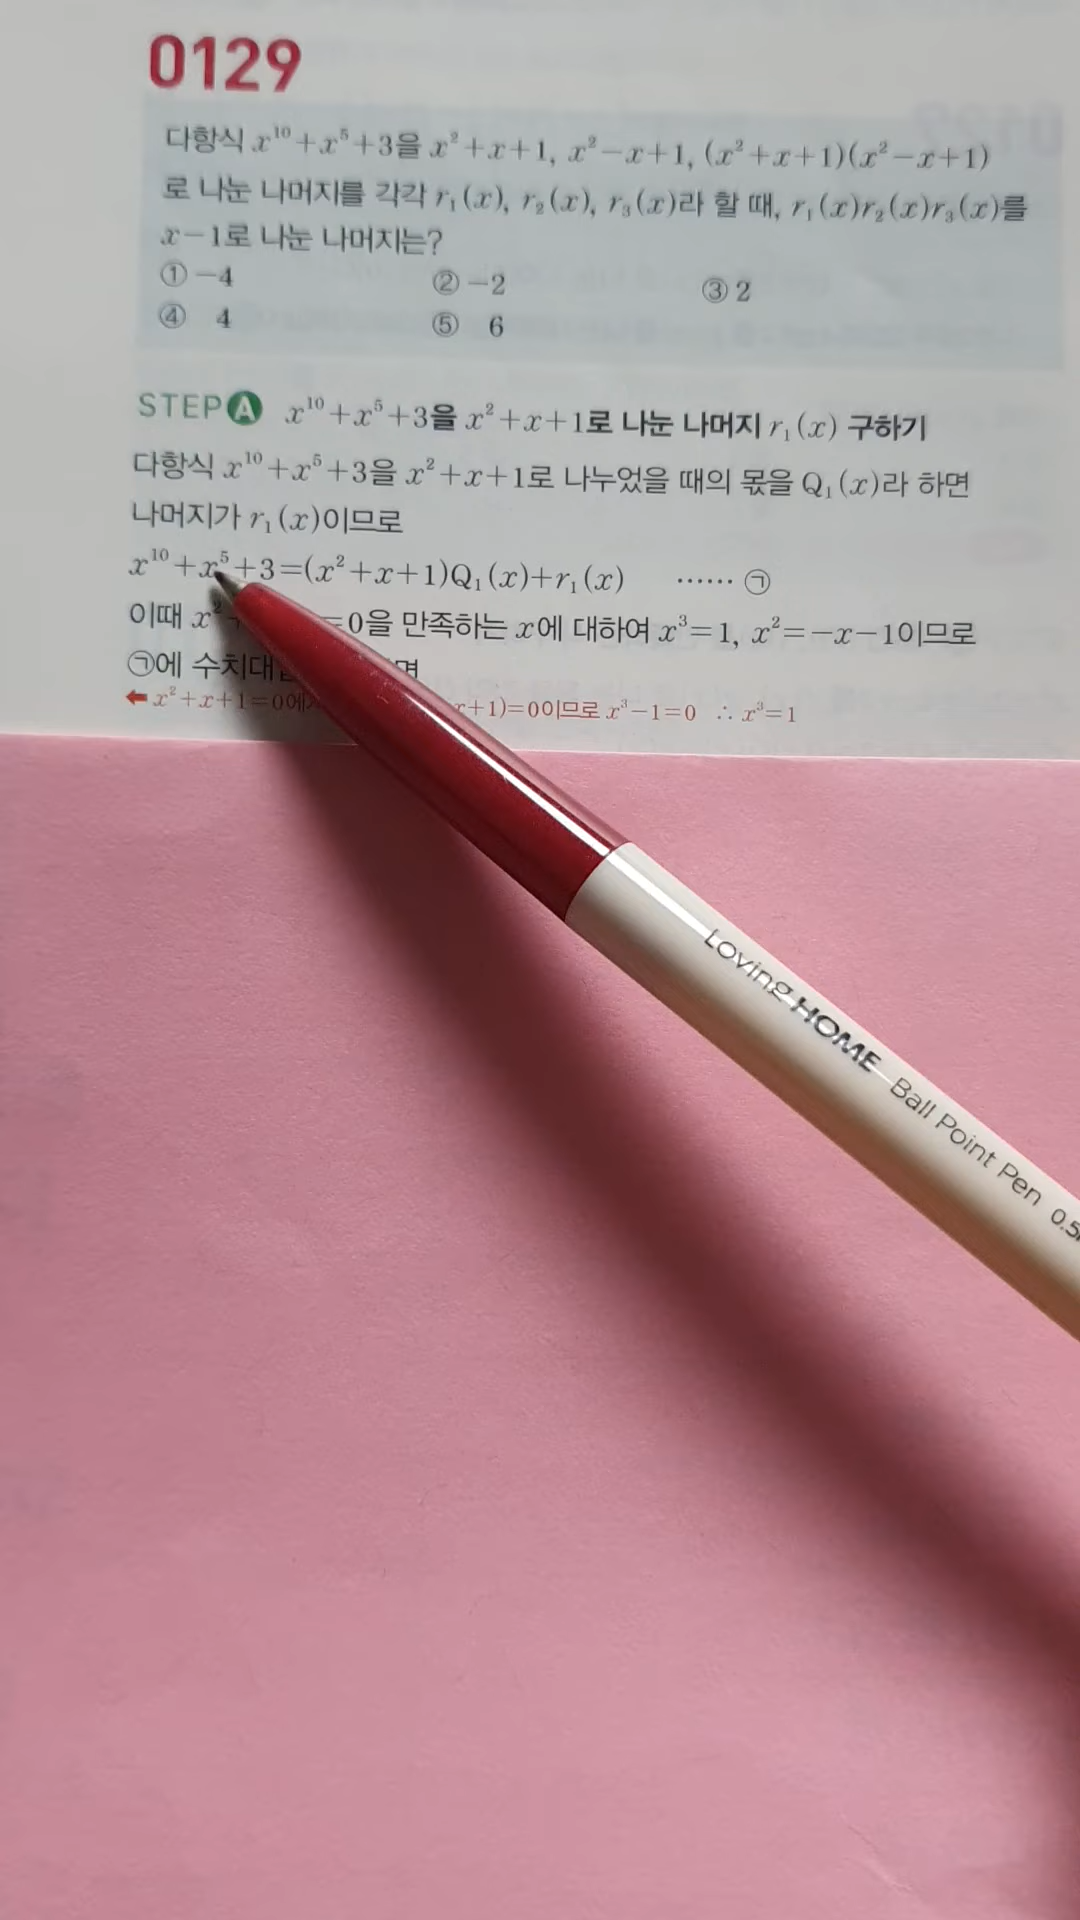 0129
다항식 x¹⁰+x⁵+3을 x²+x+1, x²-x+1, (x²+x+1)(x²-x+1)
로 나눈 나머지를 각각 r₁(x), r₂(x), r₃(x)라 할 때, r₁(x)r₂(x)r₃(x)를
x-1로 나눈 나머지는?
① -4 ② -2 ③ 2
④ 4 ⑤ 6
STEP A x¹⁰+x⁵+3을 x²+x+1로 나눈 나머지 r₁(x) 구하기
다항식 x¹⁰+x⁵+3을 x²+x+1로 나누었을 때의 몫을 Q₁(x)라 하면
나머지가 r₁(x)이므로
x¹⁰+x⁵+3=(x²+x+1)Q₁(x)+r₁(x) ······ ㉠
이때 x² =0을 만족하는 x에 대하여 x³=1, x²=-x-1이므로
㉠에 수치대 면
← x²+x+1=0에 x+1)=0이므로 x³-1=0 ∴ x³=1
Loving HOME Ball Point Pen